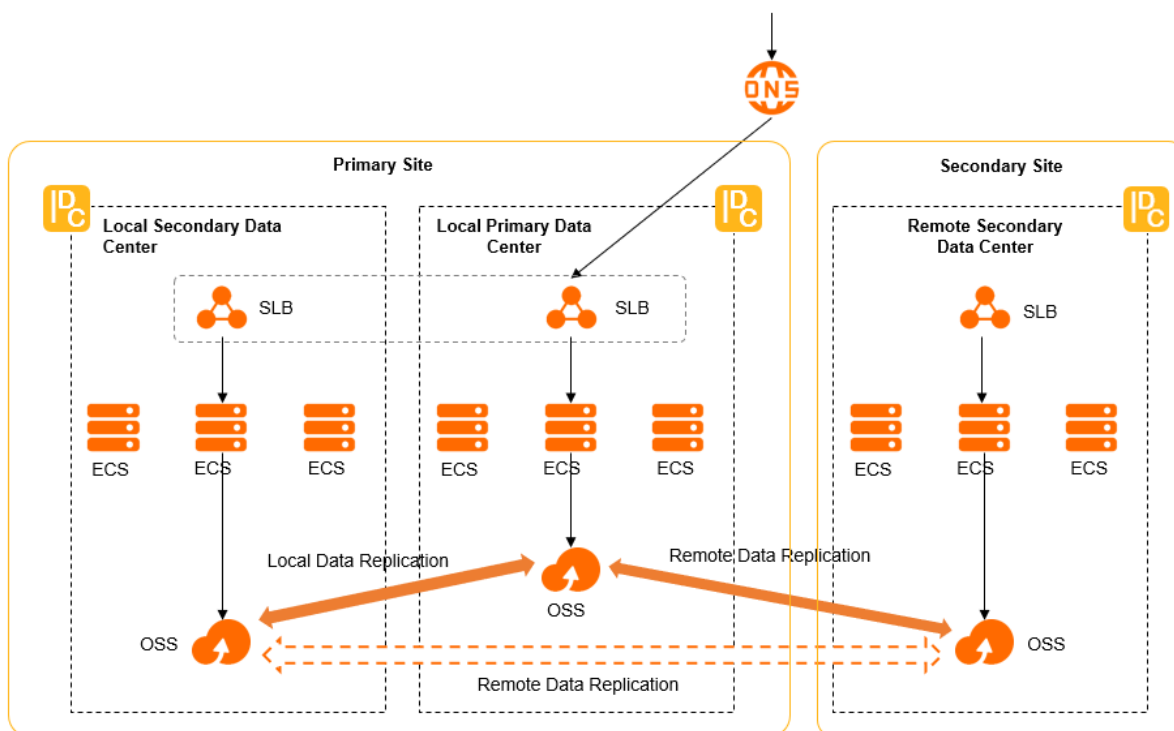 DNS
Primary Site
Secondary Site
IDC
Local Secondary Data
Center
Local Primary Data
Center
IDC
Remote Secondary
Data Center
IDC
SLB
SLB
SLB
ECS
ECS
ECS
ECS
ECS
ECS
ECS
ECS
ECS
Local Data Replication
Remote Data Replication
OSS
OSS
OSS
Remote Data Replication